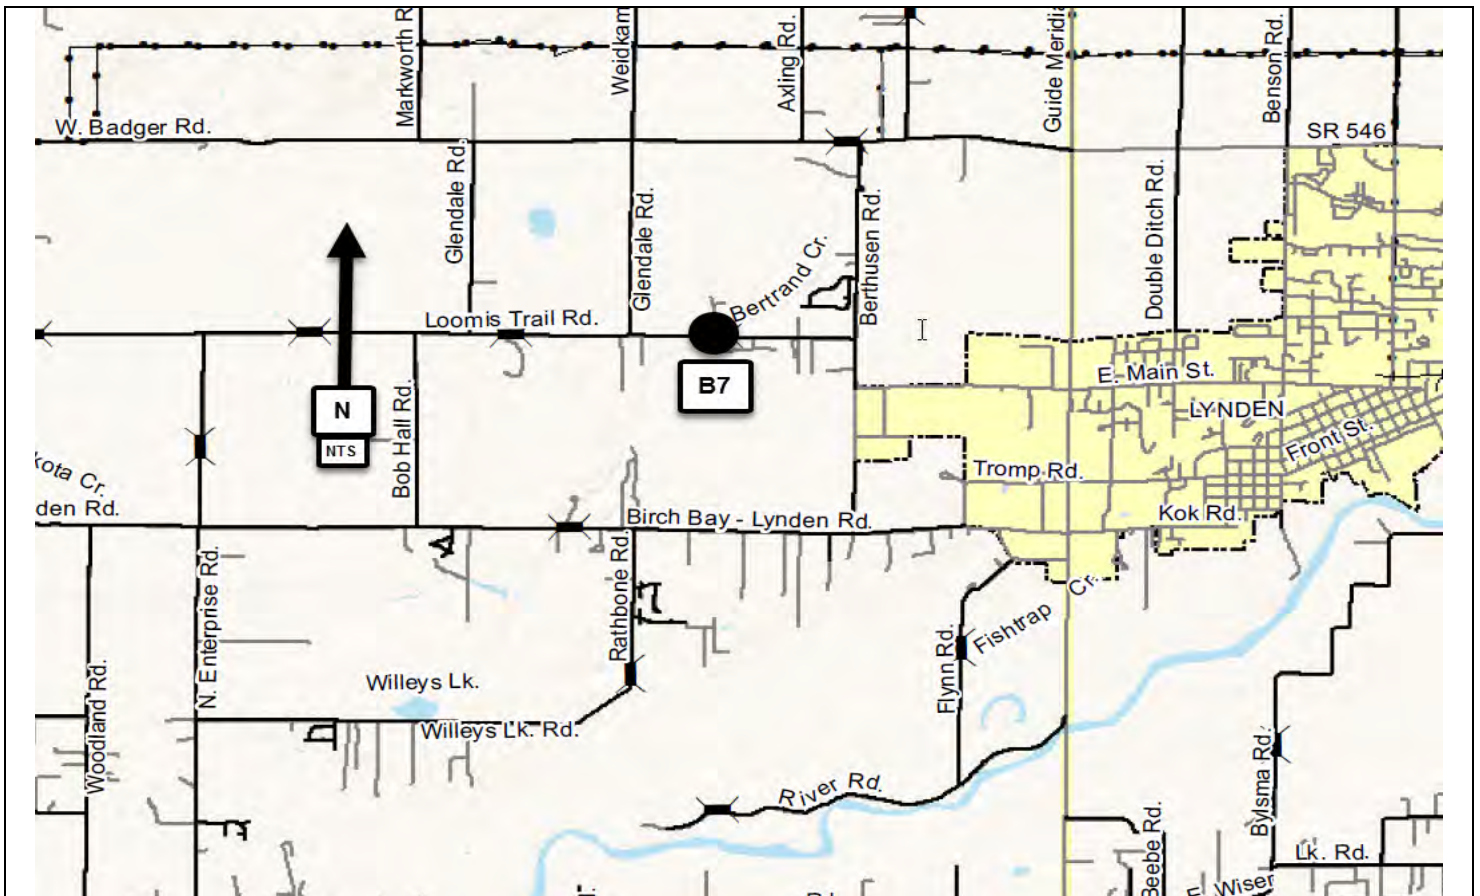 Markworth R
Weidkam
Axling Rd.
Guide Meridia
Benson Rd.
W. Badger Rd.
SR 546
Glendale Rd.
Glendale Rd.
Bertrand Cr.
Berthusen Rd.
Double Ditch Rd.
Loomis Trail Rd.
B7
E. Main St.
N
NTS
Bob Hall Rd.
LYNDEN
Front St.
kota Cr.
Tromp Rd.
den Rd.
Birch Bay - Lynden Rd.
Kok Rd.
N. Enterprise Rd.
Rathbone Rd.
Cr.
Fishtrap
Flynn Rd.
Woodland Rd.
Willeys Lk.
Willeys Lk. Rd.
River Rd.
Bylsma Rd.
Beebe Rd.
Lk. Rd.
E. Wiser